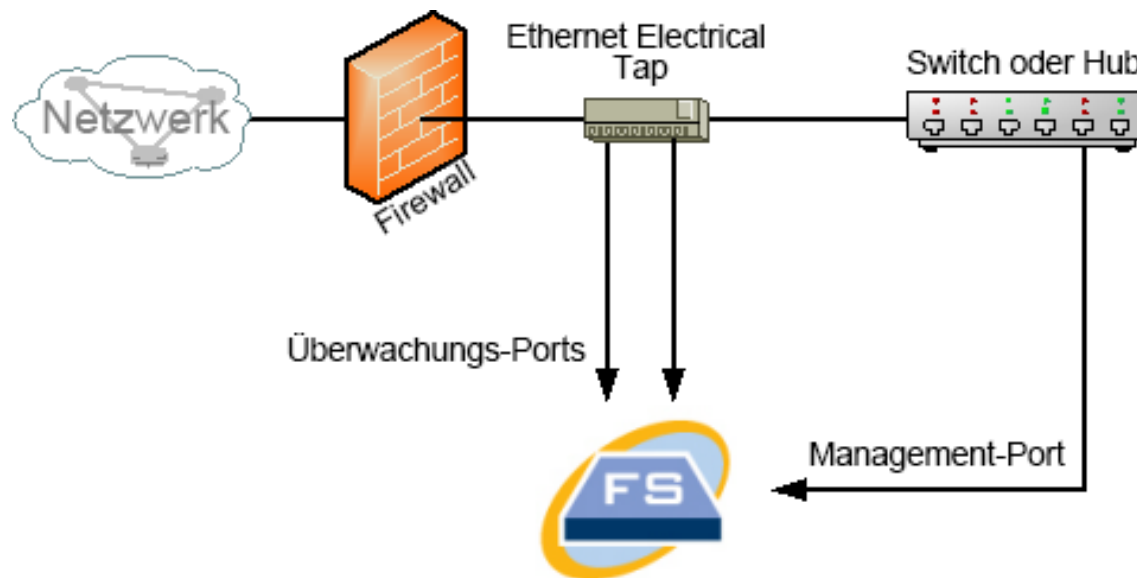 Ethernet Electrical
Tap
Switch oder Hub
Netzwerk
Firewall
Überwachungs-Ports
Management-Port
FS